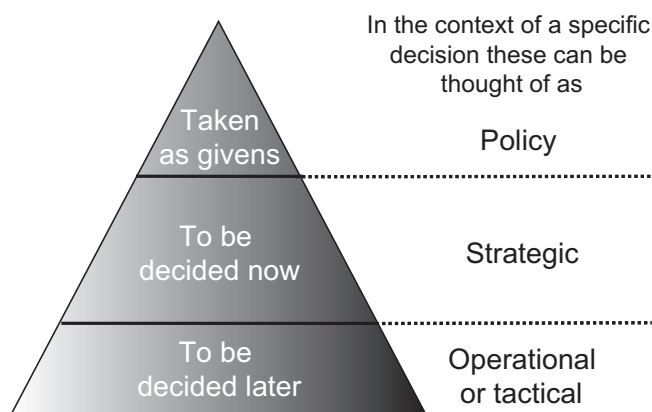 In the context of a specific
decision these can be
thought of as
Taken
as givens
Policy
To be
decided now
Strategic
To be
decided later
Operational
or tactical